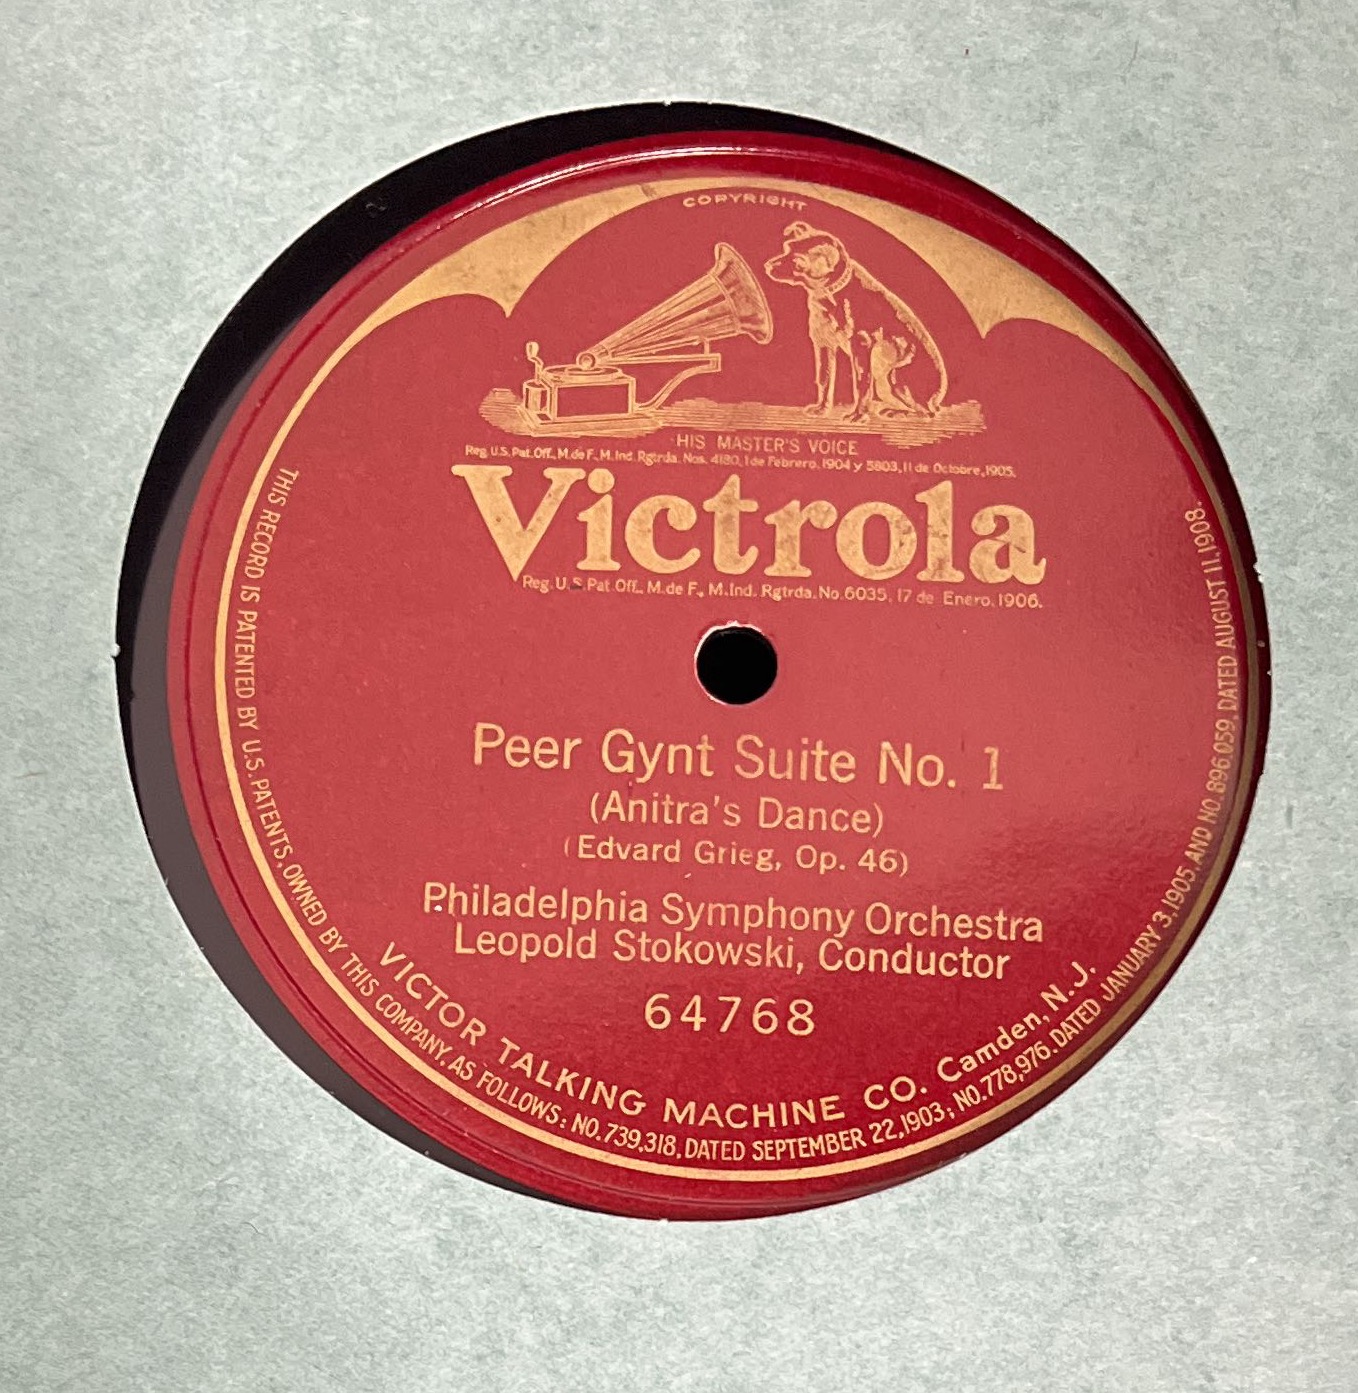 COPYRIGHT
HIS MASTER'S VOICE
Reg. U.S. Pat. Off., M. de F., M. Ind. Rgtrda. Nos. 4180, 1 de Febrero. 1904 y 5803, 11 de Octobre, 1905.
Victrola
Reg. U.S. Pat. Off., M. de F., M. Ind. Rgtrda. No. 6035, 17 de Enero. 1906.
Peer Gynt Suite No. 1
(Anitra's Dance)
(Edvard Grieg, Op. 46)
Philadelphia Symphony Orchestra
Leopold Stokowski, Conductor
64768
VICTOR TALKING MACHINE CO. Camden, N. J.
THIS RECORD IS PATENTED BY U.S. PATENTS, OWNED BY THIS COMPANY, AS FOLLOWS: NO. 739,318, DATED SEPTEMBER 22, 1903; NO. 778,976, DATED JANUARY 3, 1905, AND NO. 896,059, DATED AUGUST 11, 1908.